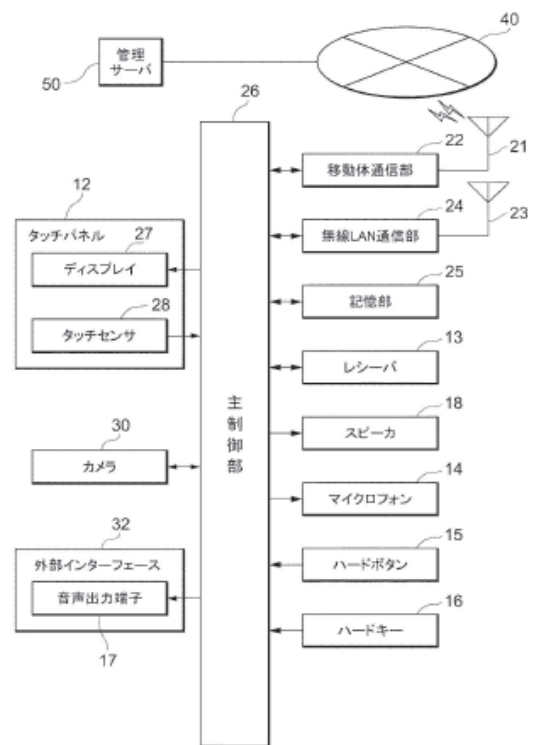 40
管理
サーバ
50
26
22
移動体通信部
21
12
タッチパネル
27
ディスプレイ
28
タッチセンサ
24
無線LAN通信部
23
25
記憶部
13
レシーバ
主制御部
18
スピーカ
30
カメラ
14
マイクロフォン
32
外部インターフェース
音声出力端子
17
15
ハードボタン
16
ハードキー